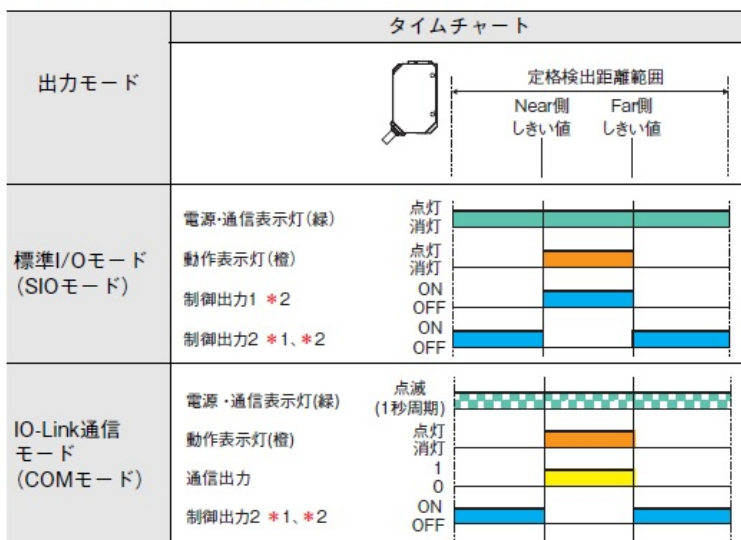 タイムチャート
出力モード
定格検出距離範囲
Near側 Far側
しきい値 しきい値
標準I/Oモード
(SIOモード)
電源・通信表示灯(緑) 点灯
消灯
動作表示灯(橙) 点灯
消灯
制御出力1 *2 ON
OFF
制御出力2 *1、*2 ON
OFF
IO-Link通信
モード
(COMモード)
電源・通信表示灯(緑) 点滅
(1秒周期)
動作表示灯(橙) 点灯
消灯
通信出力 1
0
制御出力2 *1、*2 ON
OFF